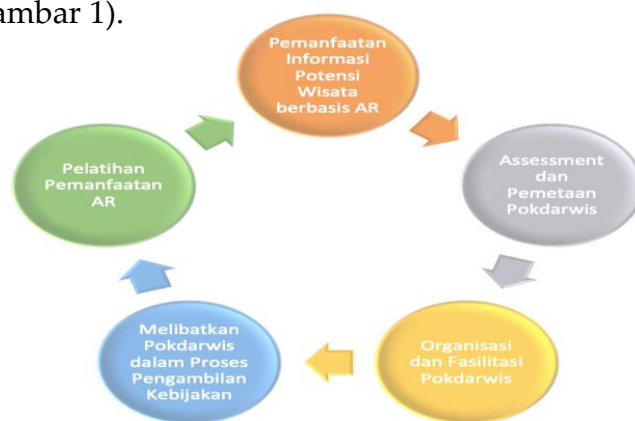 ambar 1).
Pemanfaatan
Informasi
Potensi
Wisata
berbasis AR
Assessment
dan
Pemetaan
Pokdarwis
Organisasi
dan Fasilitasi
Pokdarwis
Melibatkan
Pokdarwis
dalam Proses
Pengambilan
Kebijakan
Pelatihan
Pemanfaatan
AR